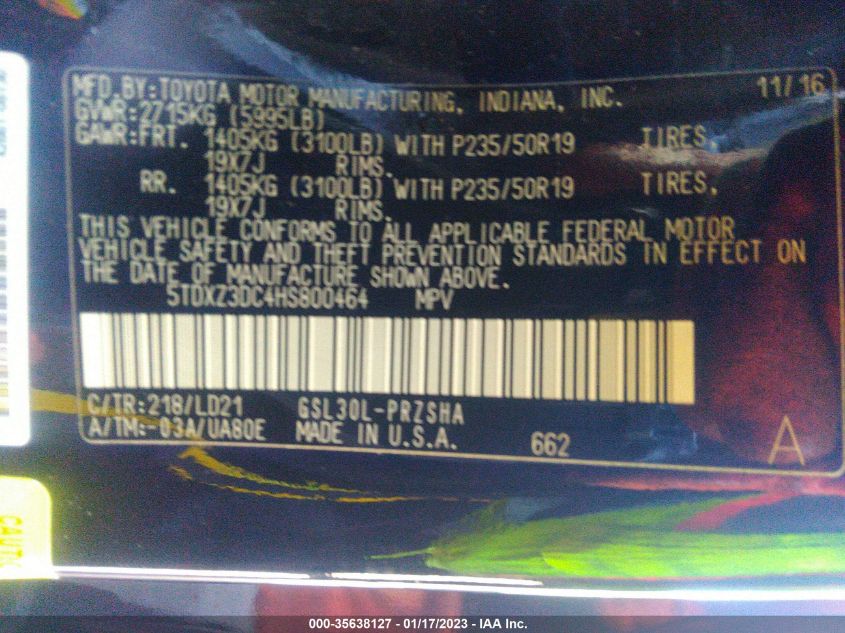 MFD.BY:TOYOTA MOTOR MANUFACTURING, INDIANA, INC. 11/16
GVWR:2715KG (5995LB)
GAWR:FRT. 1405KG (3100LB) WITH P235/50R19 TIRES,
19X7J RIMS.
RR. 1405KG (3100LB) WITH P235/50R19 TIRES,
19X7J RIMS.
THIS VEHICLE CONFORMS TO ALL APPLICABLE FEDERAL MOTOR
VEHICLE SAFETY AND THEFT PREVENTION STANDARDS IN EFFECT ON
THE DATE OF MANUFACTURE SHOWN ABOVE.
5TDXZ3DC4HS800464 MPV
C/TR:218/LD21 GSL30L-PRZSHA
A/TM:-03A/UA80E MADE IN U.S.A. 662 A
000-35638127 - 01/17/2023 - IAA Inc.